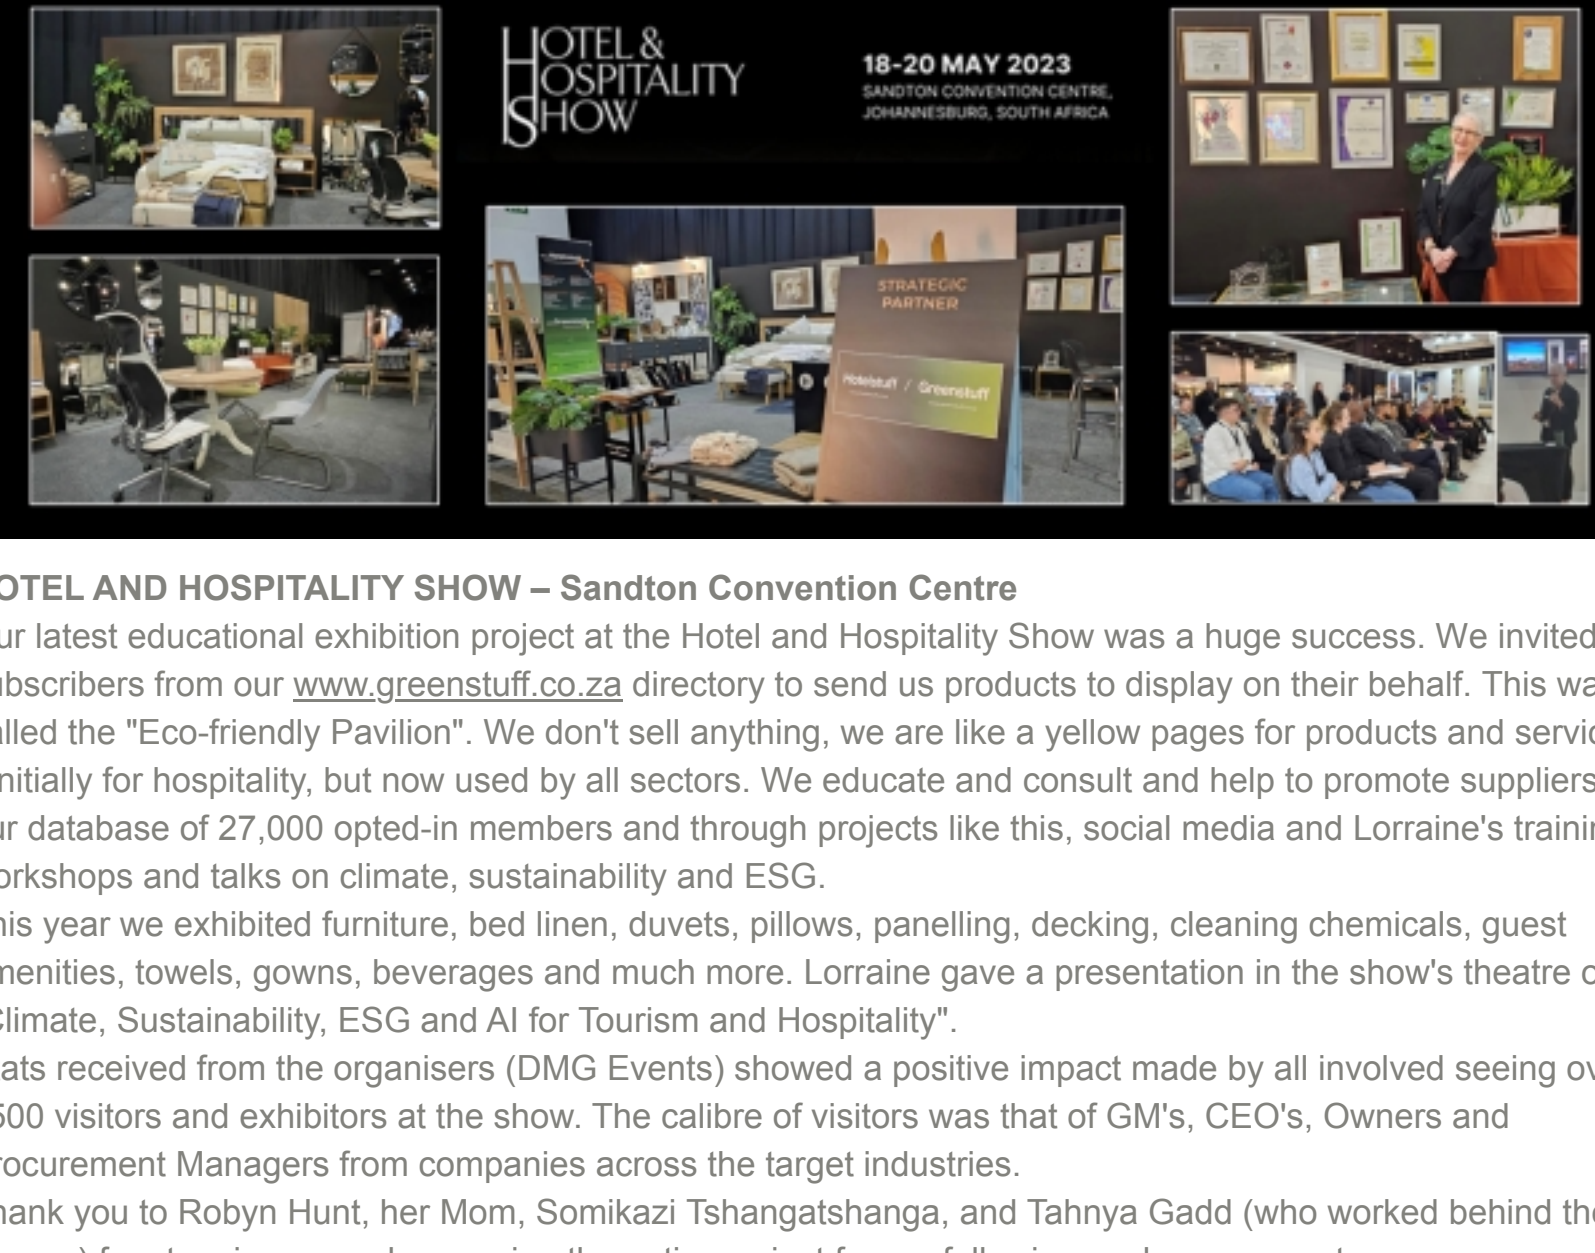 HOTEL &
HOSPITALITY
SHOW
18-20 MAY 2023
SANDTON CONVENTION CENTRE,
JOHANNESBURG, SOUTH AFRICA
STRATEGIC
PARTNER
Hotelstuff / Greenstuff
OTEL AND HOSPITALITY SHOW – Sandton Convention Centre
ur latest educational exhibition project at the Hotel and Hospitality Show was a huge success. We invited
ubscribers from our www.greenstuff.co.za directory to send us products to display on their behalf. This wa
alled the "Eco-friendly Pavilion". We don't sell anything, we are like a yellow pages for products and servic
nitially for hospitality, but now used by all sectors. We educate and consult and help to promote suppliers
ur database of 27,000 opted-in members and through projects like this, social media and Lorraine's trainin
orkshops and talks on climate, sustainability and ESG.
his year we exhibited furniture, bed linen, duvets, pillows, panelling, decking, cleaning chemicals, guest
menities, towels, gowns, beverages and much more. Lorraine gave a presentation in the show's theatre o
Climate, Sustainability, ESG and AI for Tourism and Hospitality".
ats received from the organisers (DMG Events) showed a positive impact made by all involved seeing ov
500 visitors and exhibitors at the show. The calibre of visitors was that of GM's, CEO's, Owners and
rocurement Managers from companies across the target industries.
hank you to Robyn Hunt, her Mom, Somikazi Tshangatshanga, and Tahnya Gadd (who worked behind the